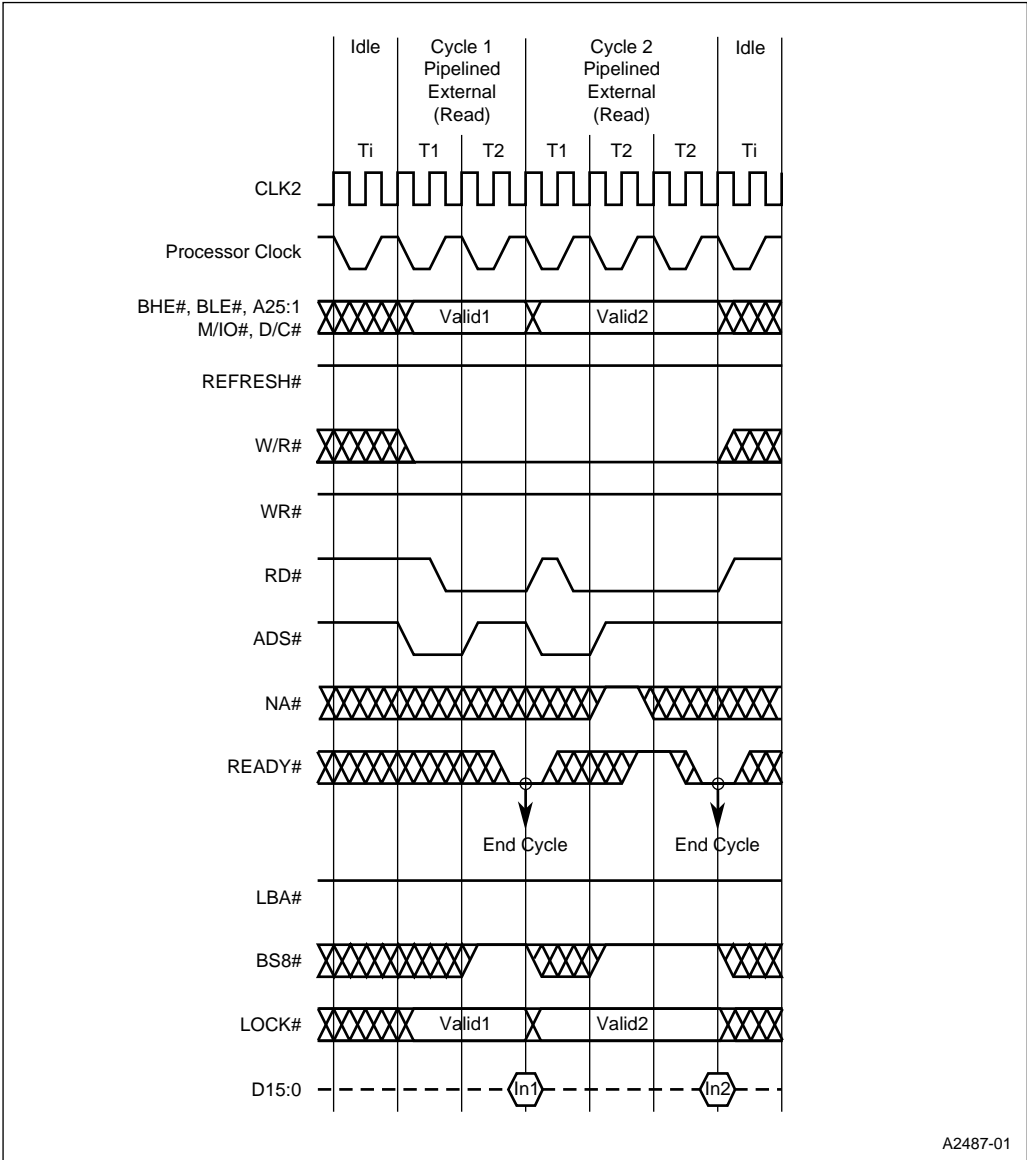 Idle
Cycle 1
Pipelined
External
(Read)
Cycle 2
Pipelined
External
(Read)
Idle
Ti T1 T2 T1 T2 T2 Ti
CLK2
Processor Clock
BHE#, BLE#, A25:1
M/IO#, D/C#
Valid1 Valid2
REFRESH#
W/R#
WR#
RD#
ADS#
NA#
READY#
End Cycle End Cycle
LBA#
BS8#
LOCK# Valid1 Valid2
D15:0 In1 In2
A2487-01